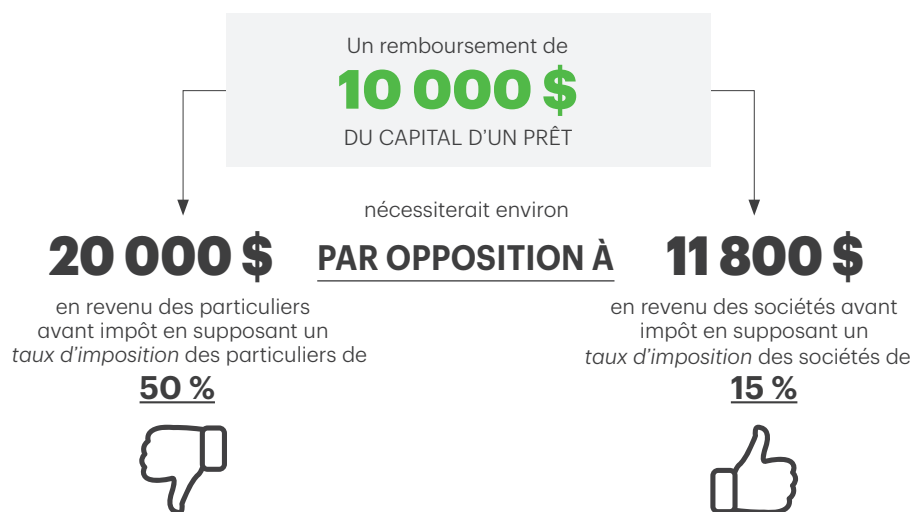 Un remboursement de
10 000 $
DU CAPITAL D'UN PRÊT
nécessiterait environ
20 000 $
PAR OPPOSITION À
11 800 $
en revenu des particuliers
avant impôt en supposant un
taux d'imposition des particuliers de
50 %
en revenu des sociétés avant
impôt en supposant un
taux d'imposition des sociétés de
15 %